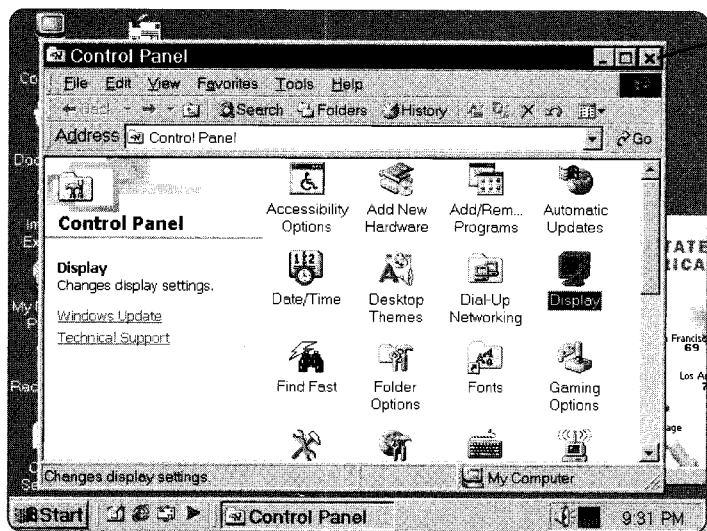 Control Panel
File Edit View Favorites Tools Help
Search Folders History
Address Control Panel Go
Control Panel
Display
Changes display settings.
Windows Update
Technical Support
Accessibility Options
Add New Hardware
Add/Rem... Programs
Automatic Updates
Date/Time
Desktop Themes
Dial-Up Networking
Display
Find Fast
Folder Options
Fonts
Gaming Options
Changes display settings.
My Computer
Start
Control Panel
9:31 PM
Francisco
69
Los A